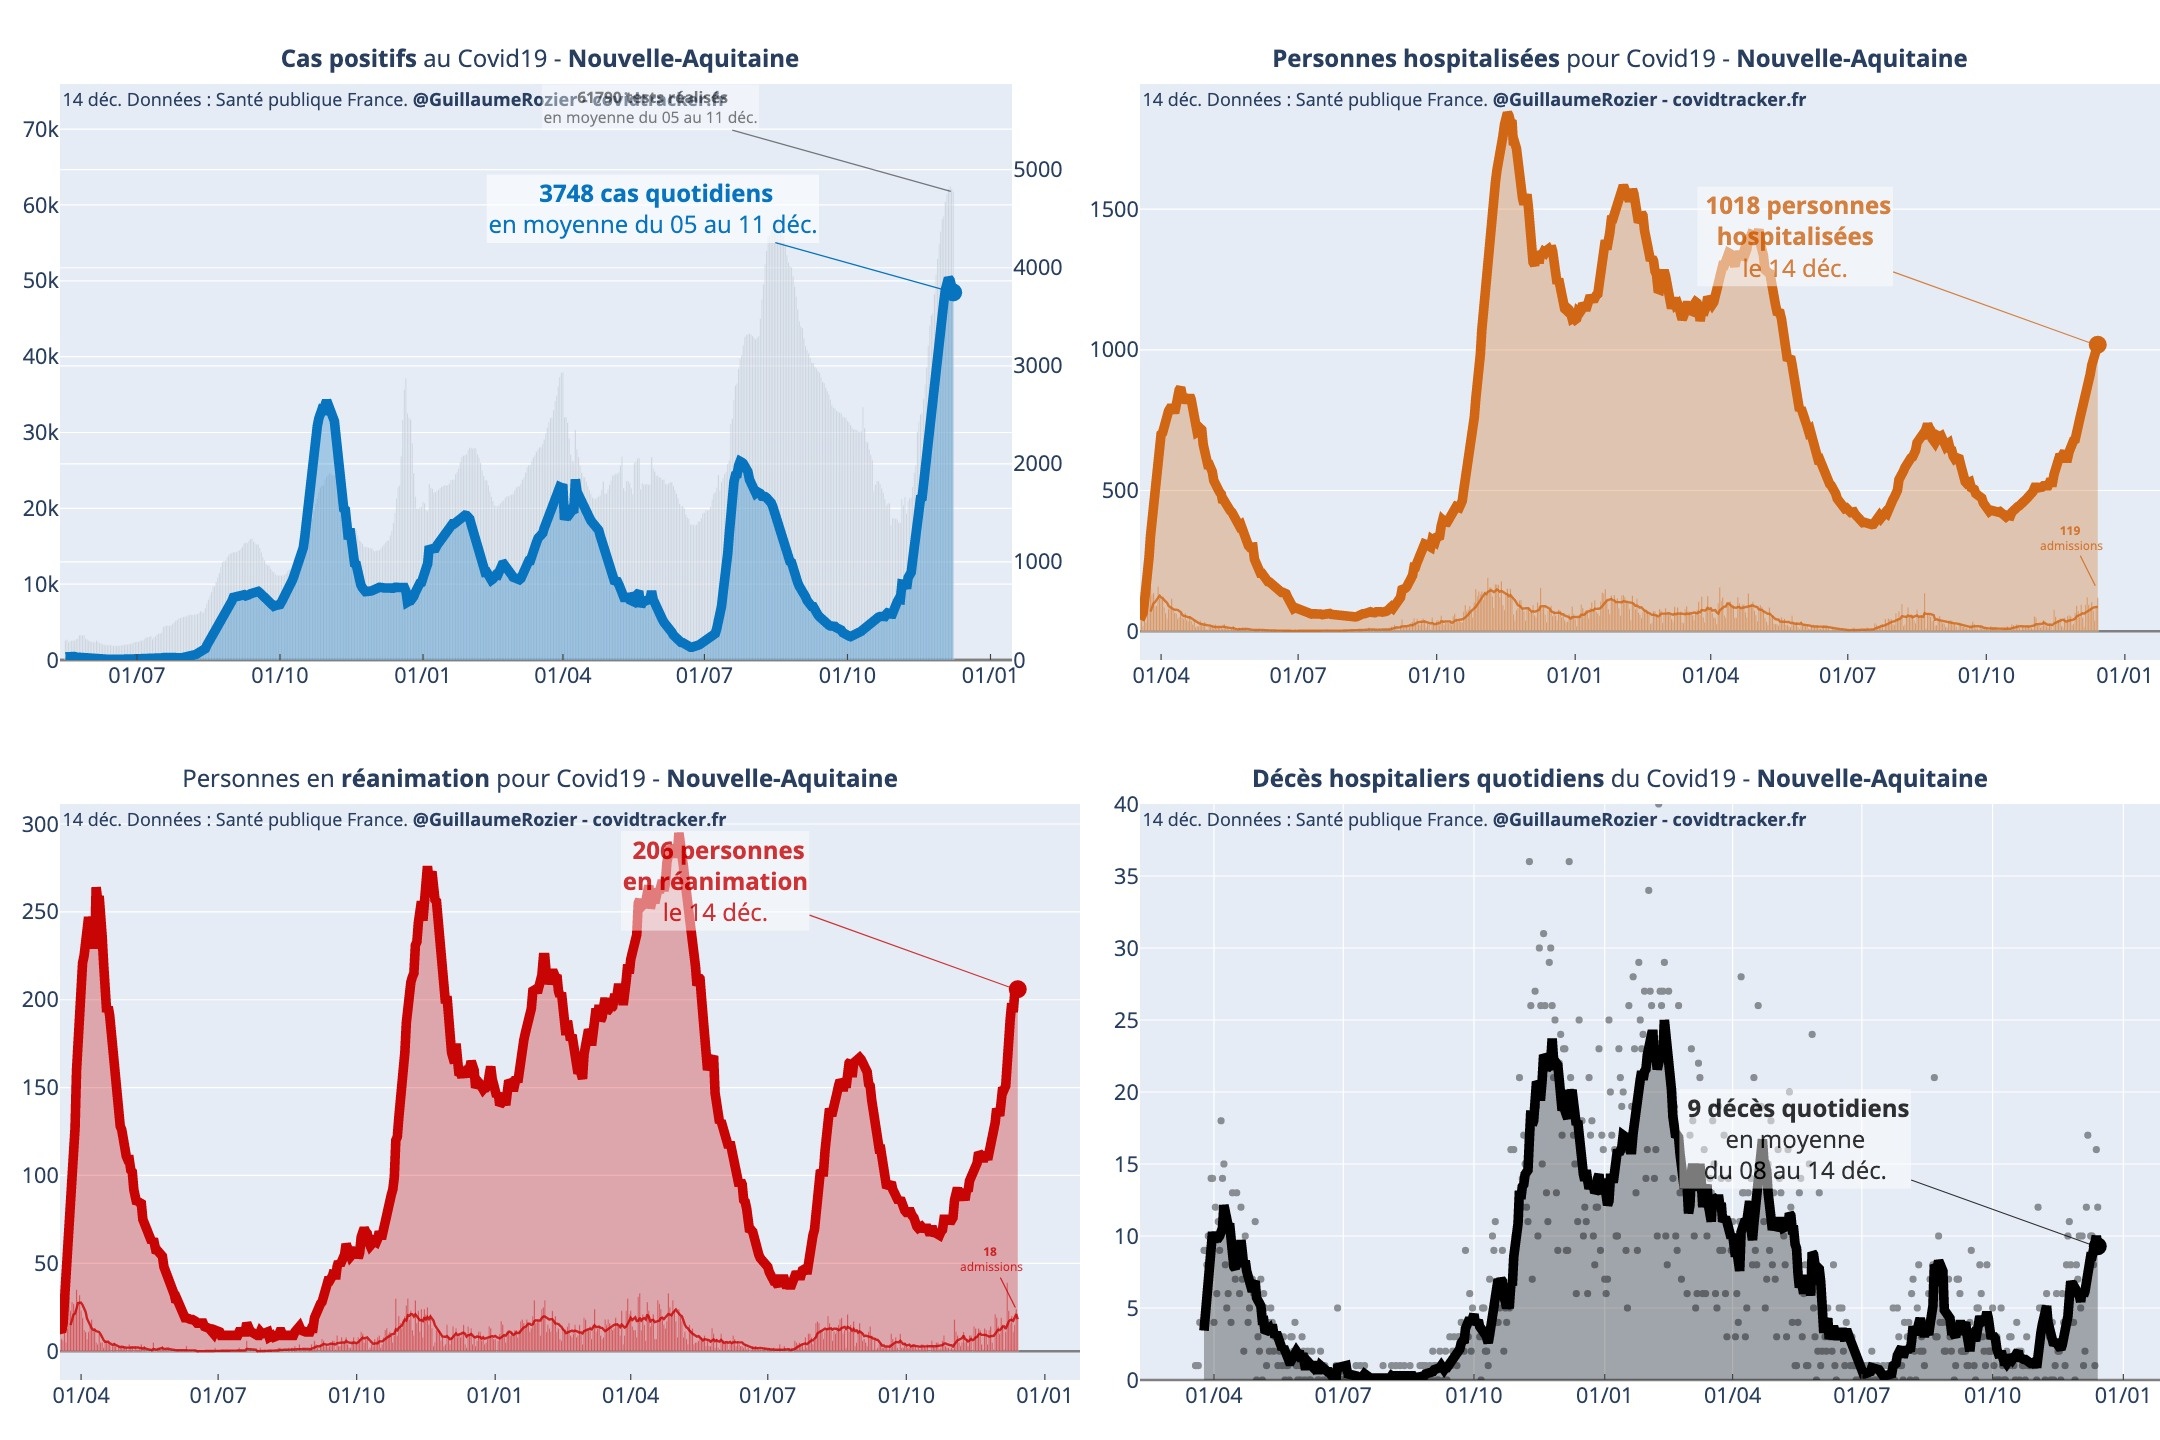 Cas positifs au Covid19 - Nouvelle-Aquitaine
14 déc. Données : Santé publique France. @GuillaumeRozier - covidtracker.fr
61790 tests réalisés
en moyenne du 05 au 11 déc.
3748 cas quotidiens
en moyenne du 05 au 11 déc.
70k
60k
50k
40k
30k
20k
10k
0
5000
4000
3000
2000
1000
0
01/07 01/10 01/01 01/04 01/07 01/10 01/01
Personnes hospitalisées pour Covid19 - Nouvelle-Aquitaine
14 déc. Données : Santé publique France. @GuillaumeRozier - covidtracker.fr
1018 personnes
hospitalisées
le 14 déc.
119
admissions
1500
1000
500
0
01/04 01/07 01/10 01/01 01/04 01/07 01/10 01/01
Personnes en réanimation pour Covid19 - Nouvelle-Aquitaine
14 déc. Données : Santé publique France. @GuillaumeRozier - covidtracker.fr
206 personnes
en réanimation
le 14 déc.
18
admissions
300
250
200
150
100
50
0
01/04 01/07 01/10 01/01 01/04 01/07 01/10 01/01
Décès hospitaliers quotidiens du Covid19 - Nouvelle-Aquitaine
14 déc. Données : Santé publique France. @GuillaumeRozier - covidtracker.fr
9 décès quotidiens
en moyenne
du 08 au 14 déc.
40
35
30
25
20
15
10
5
0
01/04 01/07 01/10 01/01 01/04 01/07 01/10 01/01